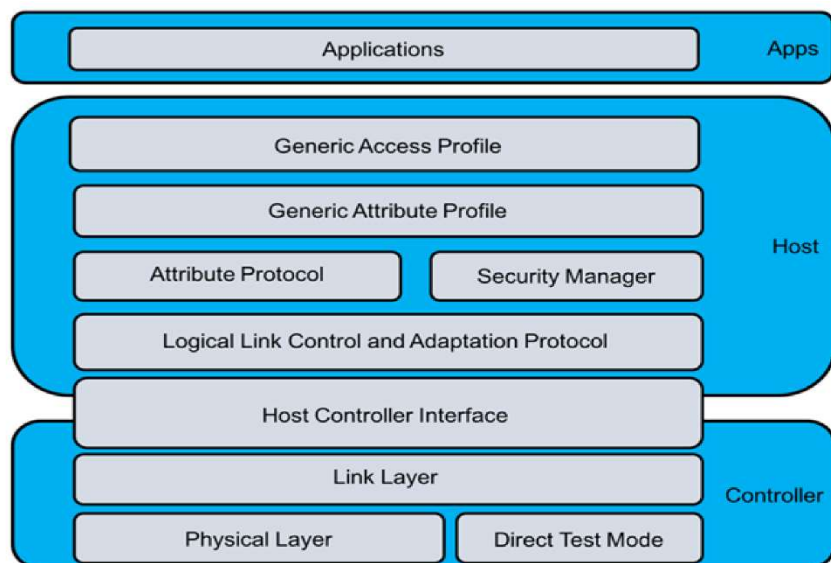 Applications
Apps
Generic Access Profile
Generic Attribute Profile
Host
Attribute Protocol
Security Manager
Logical Link Control and Adaptation Protocol
Host Controller Interface
Link Layer
Controller
Physical Layer
Direct Test Mode